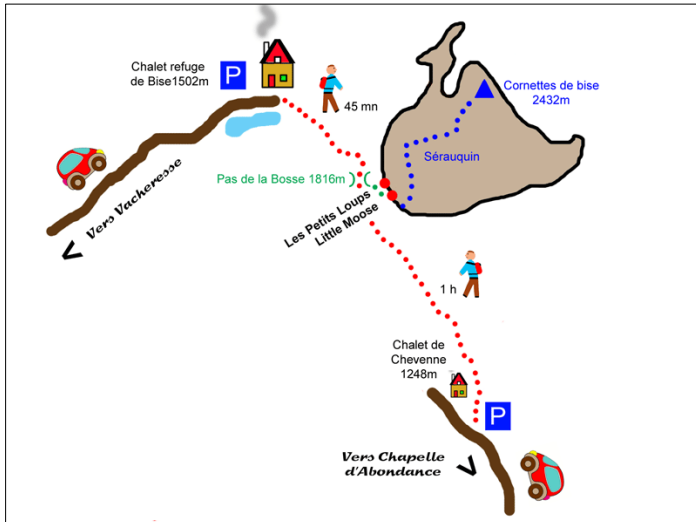 Chalet refuge
de Bise1502m
P
45 mn
Cornettes de bise
2432m
Sérauquin
Vers Vacheresse
Pas de la Bosse 1816m
Les Petits Loups
Little Moose
1 h
Chalet de
Chevenne
1248m
P
Vers Chapelle
d'Abondance